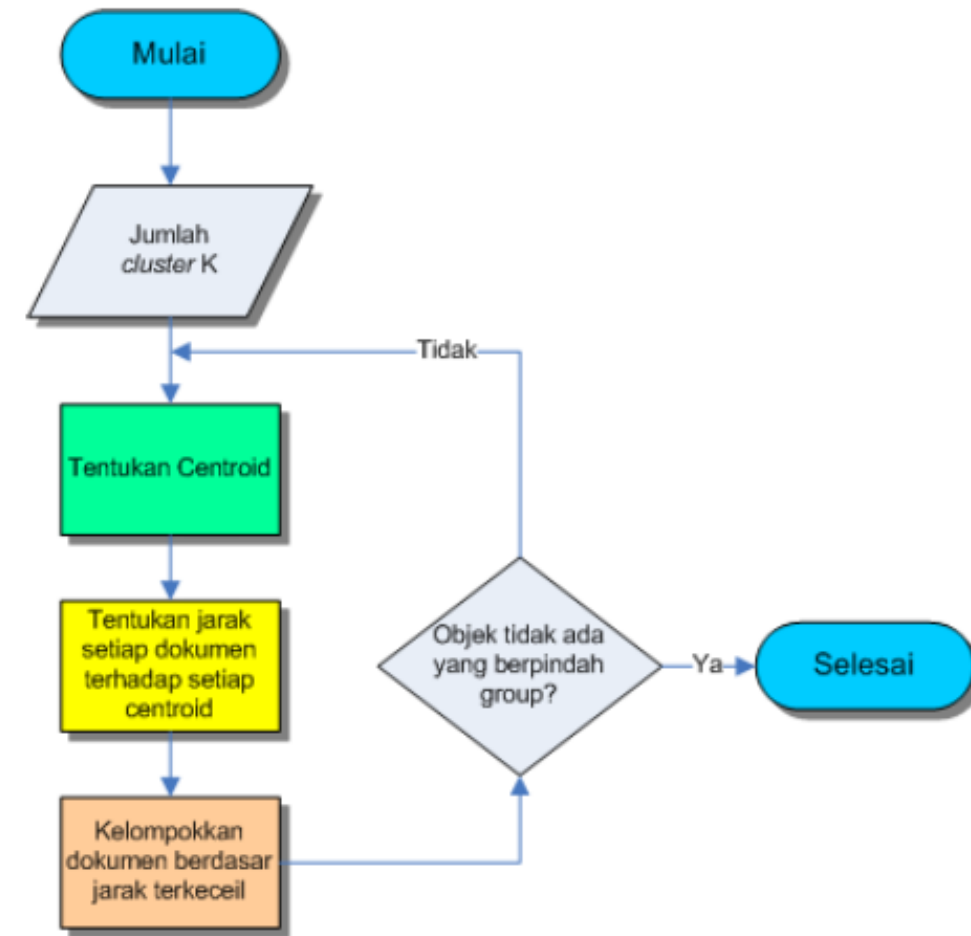 Mulai
Jumlah
cluster K
Tidak
Tentukan Centroid
Tentukan jarak
setiap dokumen
terhadap setiap
centroid
Kelompokkan
dokumen berdasar
jarak terkeceil
Objek tidak ada
yang berpindah
group?
Ya
Selesai